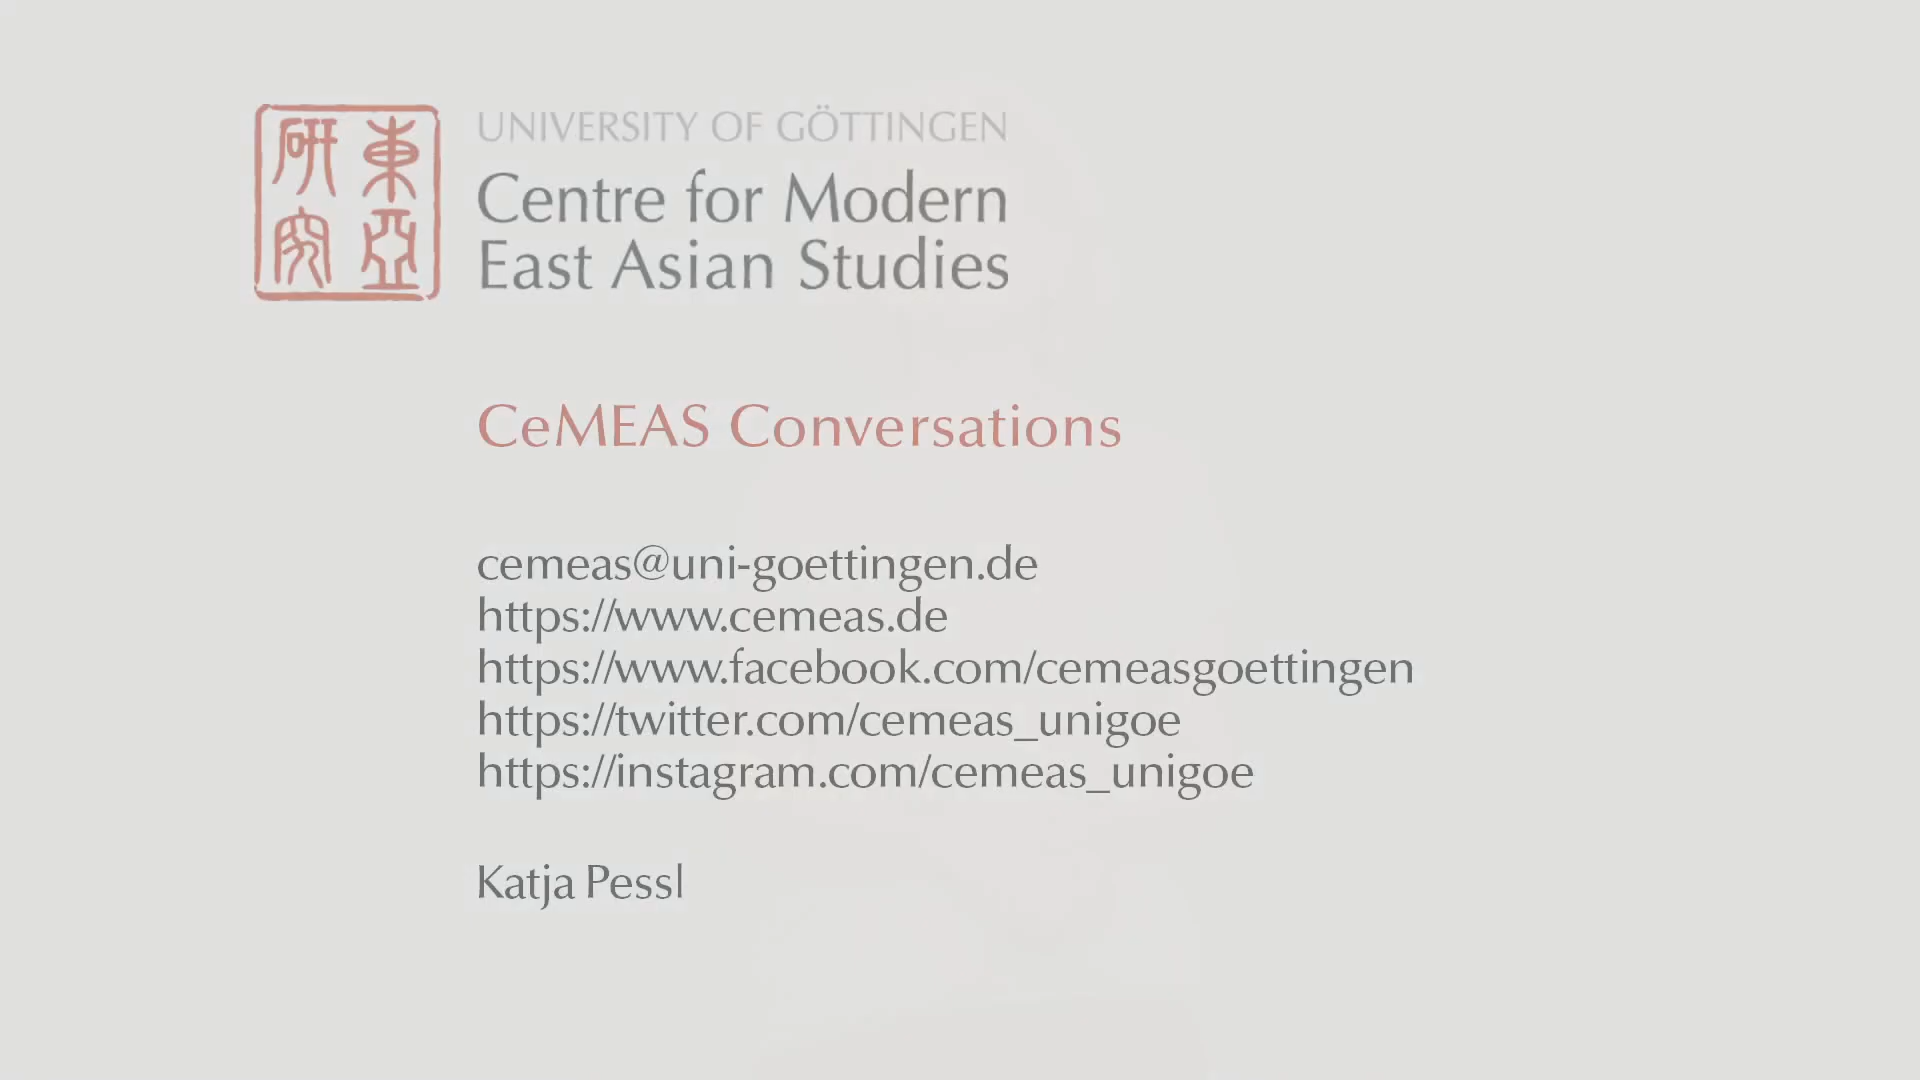 東亞
研究
UNIVERSITY OF GÖTTINGEN
Centre for Modern
East Asian Studies
CeMEAS Conversations
cemeas@uni-goettingen.de
https://www.cemeas.de
https://www.facebook.com/cemeasgoettingen
https://twitter.com/cemeas_unigoe
https://instagram.com/cemeas_unigoe
Katja Pessl